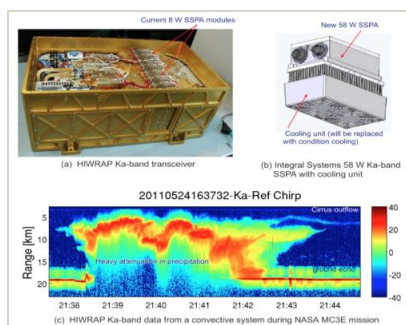 Current 8 W SSPA modules
New 58 W SSPA
Cooling unit (will be replaced
with condition cooling)
(a) HIWRAP Ka-band transceiver
(b) Integral Systems 58 W Ka-band
SSPA with cooling unit
20110524163732-Ka-Ref Chirp
Cirrus outflow
Heavy attenuation in precipitation
ground echo
Range [km]
5
10
15
20
21:38 21:39 21:40 21:41 21:42 21:43 21:44
40
20
0
-20
-40
(c) HIWRAP Ka-band data from a convective system during NASA MC3E mission